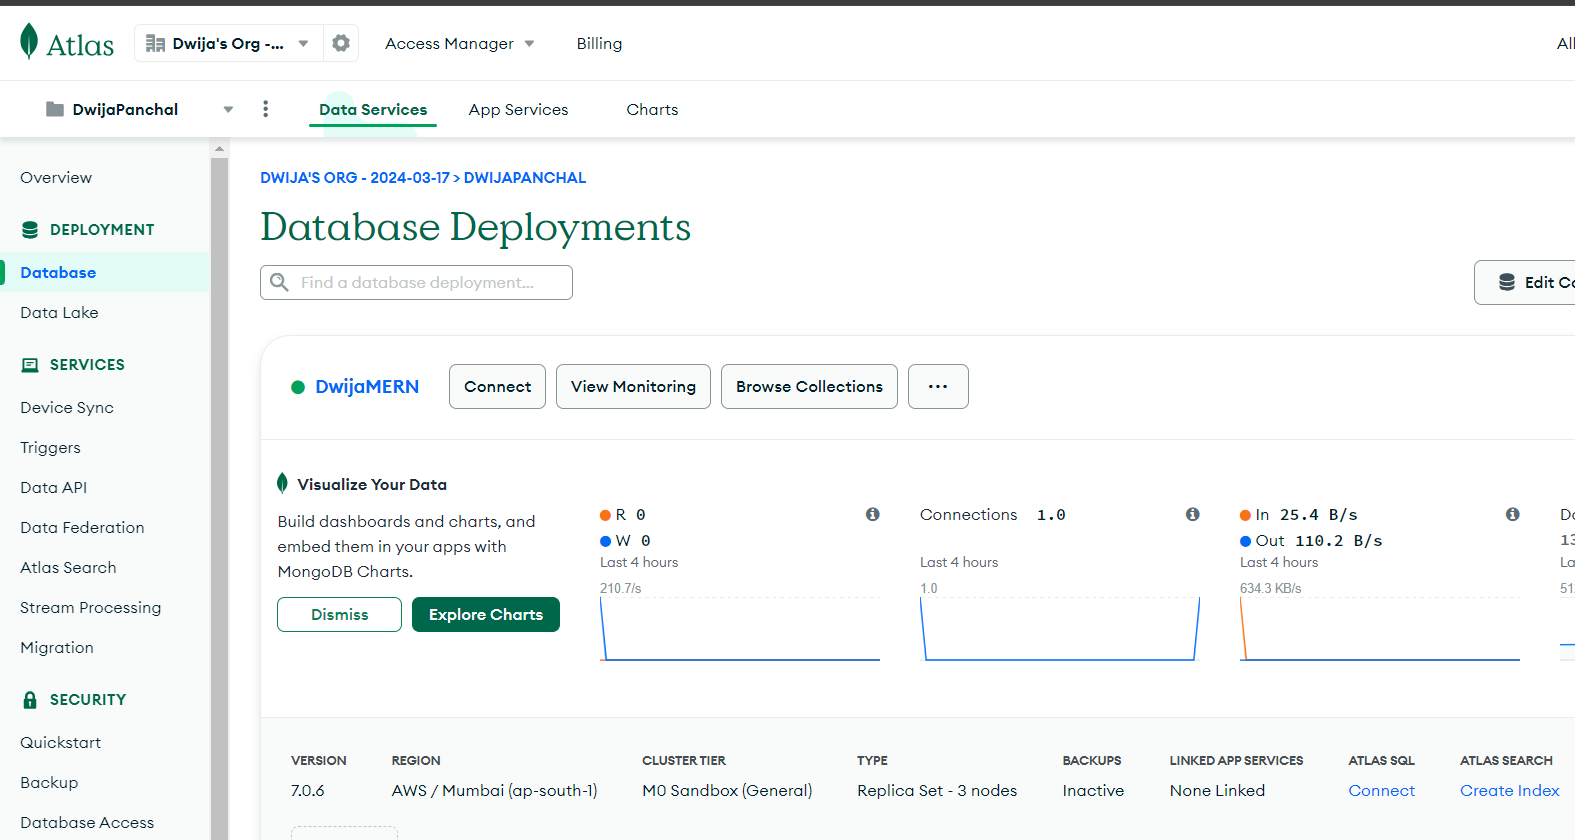 Atlas
Dwija's Org -...
Access Manager
Billing
All
DwijaPanchal
Data Services
App Services
Charts
Overview
DEPLOYMENT
Database
Data Lake
SERVICES
Device Sync
Triggers
Data API
Data Federation
Atlas Search
Stream Processing
Migration
SECURITY
Quickstart
Backup
Database Access
DWIJA'S ORG - 2024-03-17 > DWIJAPANCHAL
Database Deployments
Find a database deployment...
Edit Co
DwijaMERN
Connect
View Monitoring
Browse Collections
...
Visualize Your Data
Build dashboards and charts, and
embed them in your apps with
MongoDB Charts.
Dismiss
Explore Charts
R 0
W 0
Last 4 hours
210.7/s
Connections 1.0
Last 4 hours
1.0
In 25.4 B/s
Out 110.2 B/s
Last 4 hours
634.3 KB/s
VERSION
7.0.6
REGION
AWS / Mumbai (ap-south-1)
CLUSTER TIER
M0 Sandbox (General)
TYPE
Replica Set - 3 nodes
BACKUPS
Inactive
LINKED APP SERVICES
None Linked
ATLAS SQL
Connect
ATLAS SEARCH
Create Index